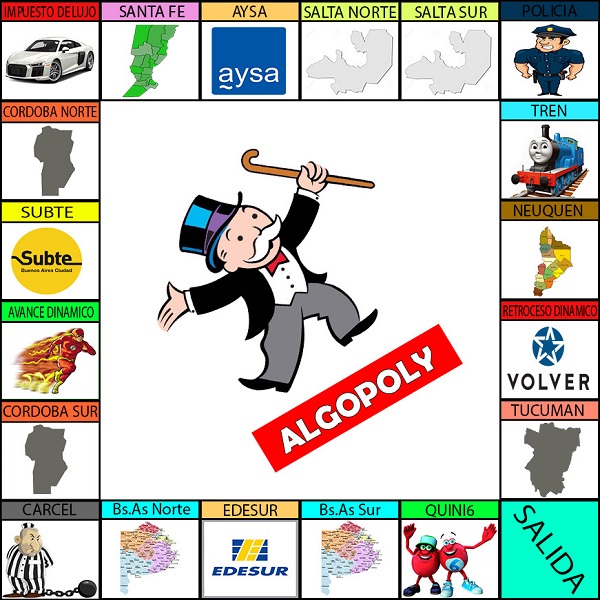 IMPUESTO DE LUJO
SANTA FE
AYSA
SALTA NORTE
SALTA SUR
POLICIA
aysa
CORDOBA NORTE
TREN
SUBTE
NEUQUEN
Subte
Buenos Aires Ciudad
AVANCE DINAMICO
RETROCESO DINAMICO
VOLVER
ALGOPOLY
CORDOBA SUR
TUCUMAN
CARCEL
Bs.As Norte
EDESUR
Bs.As Sur
QUINI6
SALIDA
EDESUR